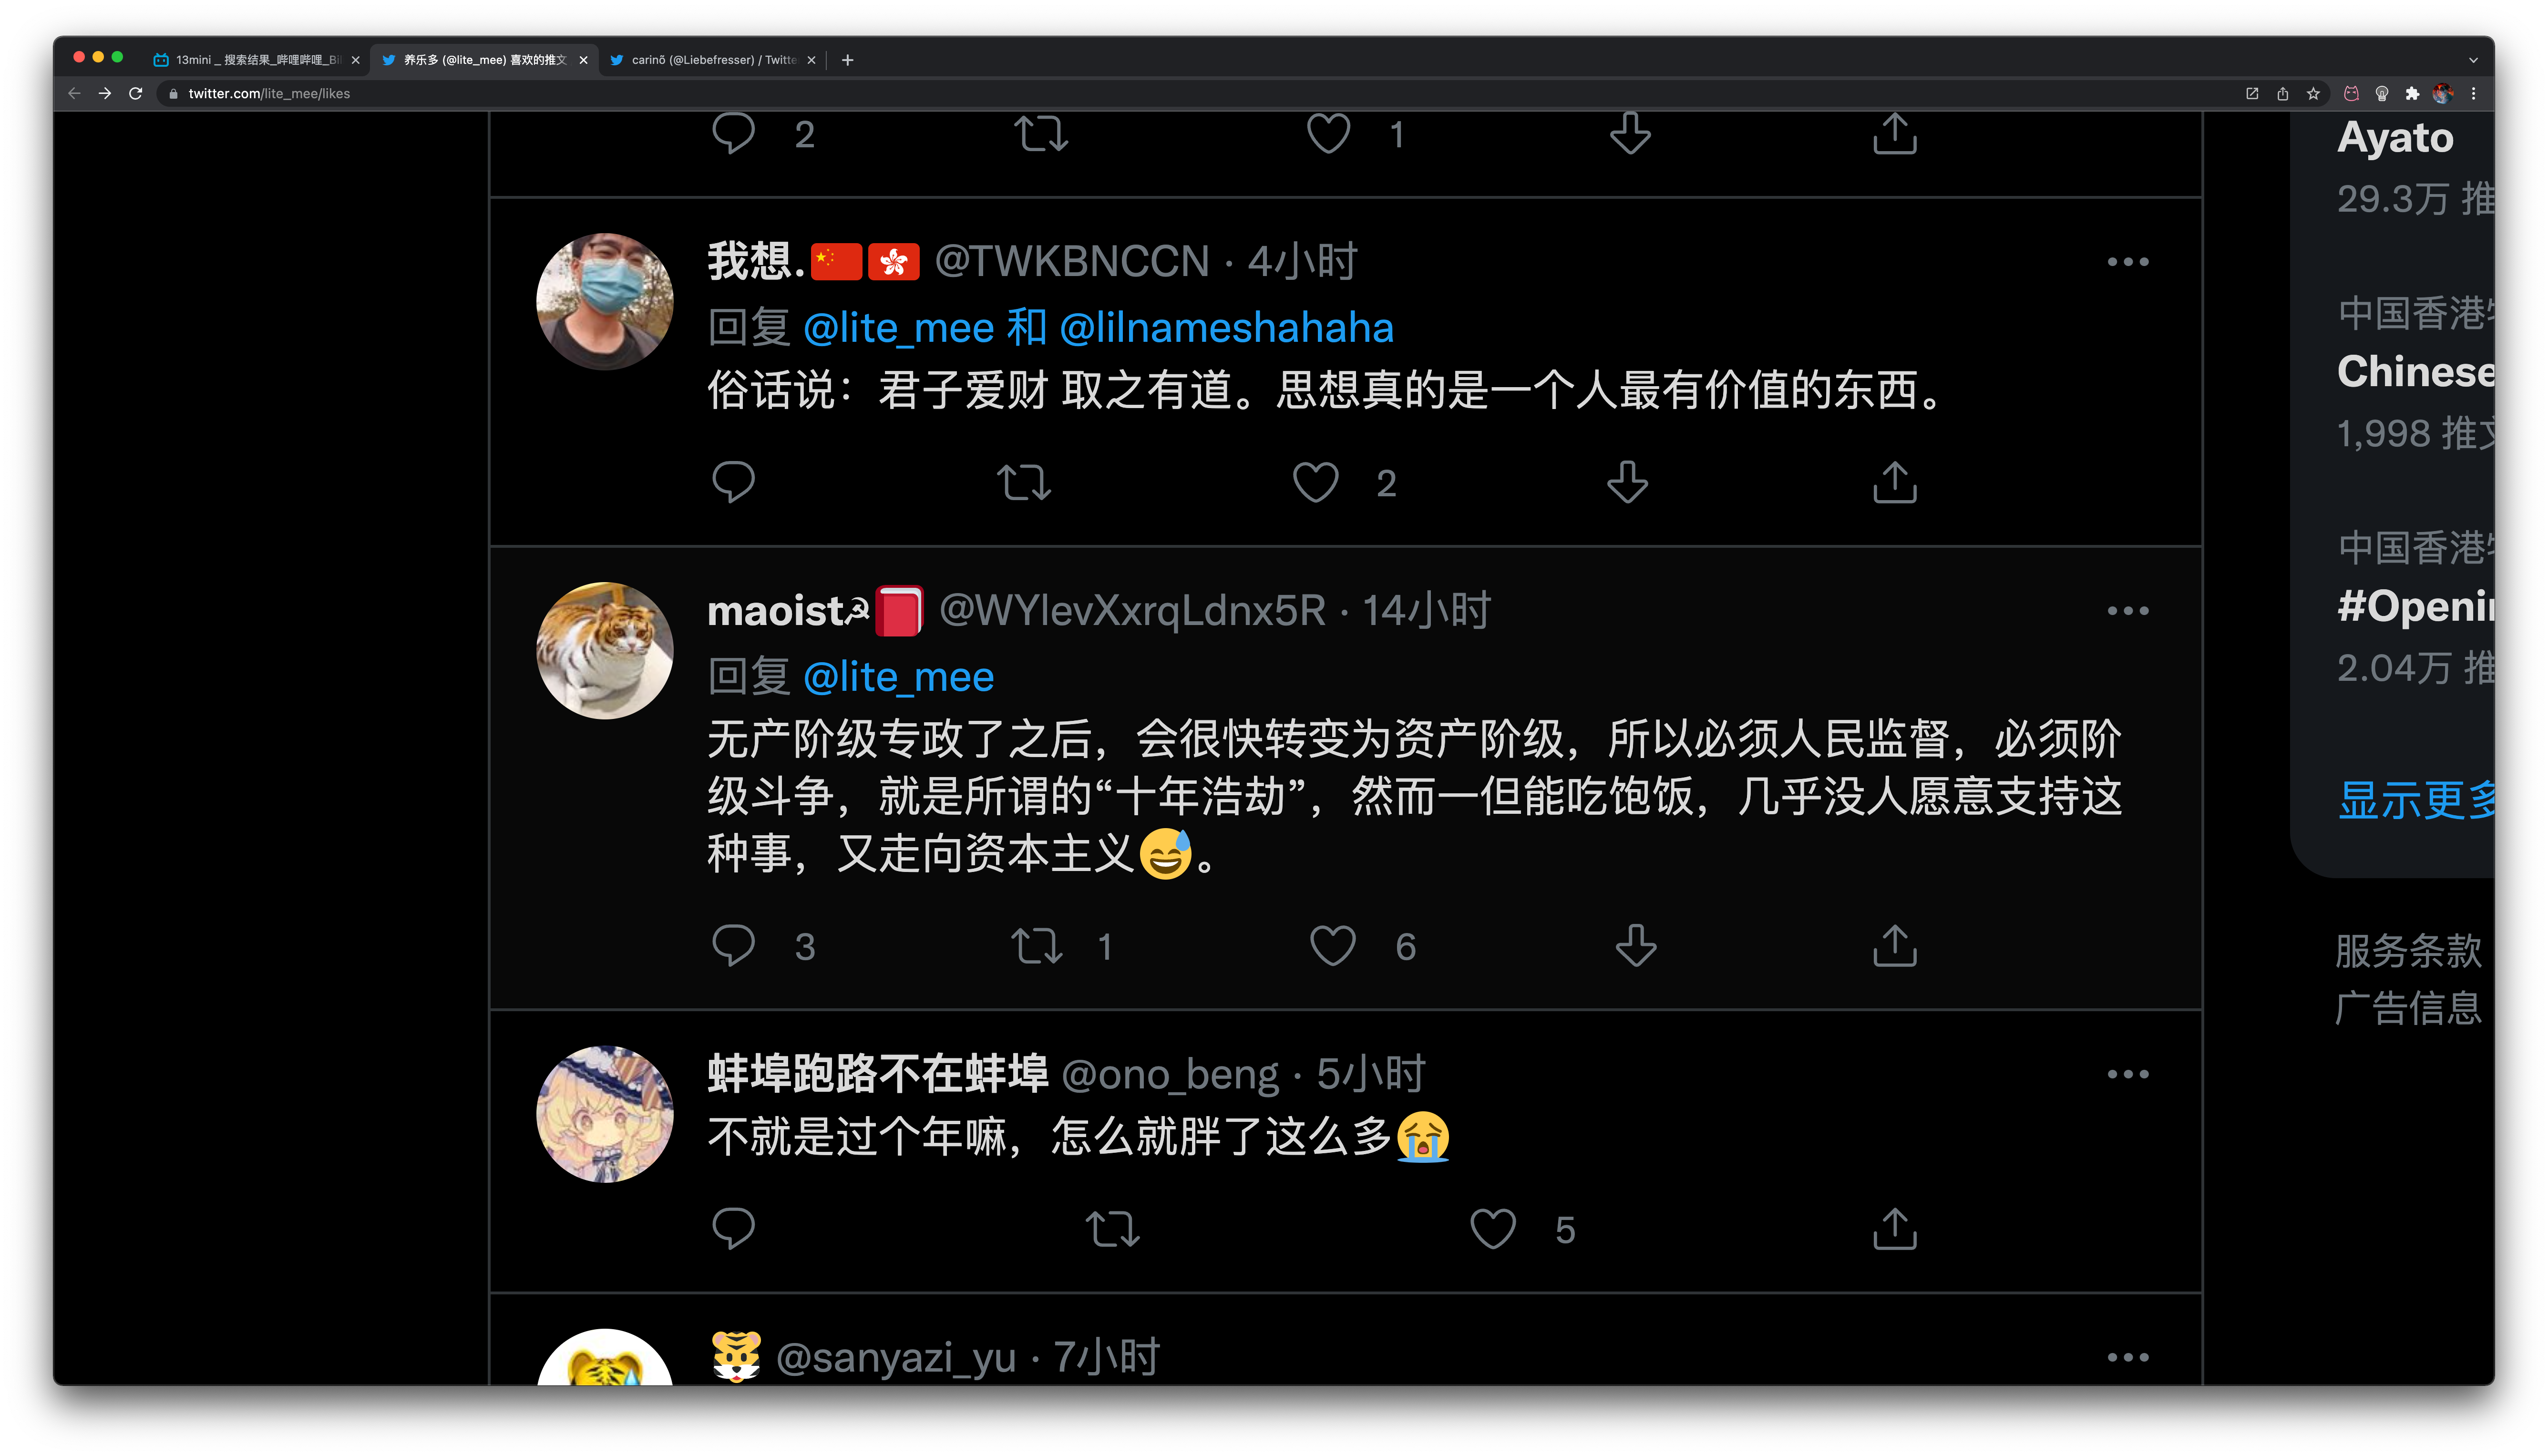 13mini _ 搜索结果_哔哩哔哩_Bil
养乐多 (@lite_mee) 喜欢的推文
carinő (@Liebefresser) / Twitte
twitter.com/lite_mee/likes
2 1
我想.🇨🇳🇭🇰 @TWKBNCCN · 4小时
回复 @lite_mee 和 @lilnameshahaha
俗话说：君子爱财 取之有道。思想真的是一个人最有价值的东西。
2
maoist☭📕 @WYlevXxrqLdnx5R · 14小时
回复 @lite_mee
无产阶级专政了之后，会很快转变为资产阶级，所以必须人民监督，必须阶
级斗争，就是所谓的“十年浩劫”，然而一但能吃饱饭，几乎没人愿意支持这
种事，又走向资本主义😅。
3 1 6
蚌埠跑路不在蚌埠 @ono_beng · 5小时
不就是过个年嘛，怎么就胖了这么多😭
5
🐯 @sanyazi_yu · 7小时
Ayato
29.3万 推
中国香港
Chinese
1,998 推文
中国香港
#Openin
2.04万 推
显示更多
服务条款
广告信息